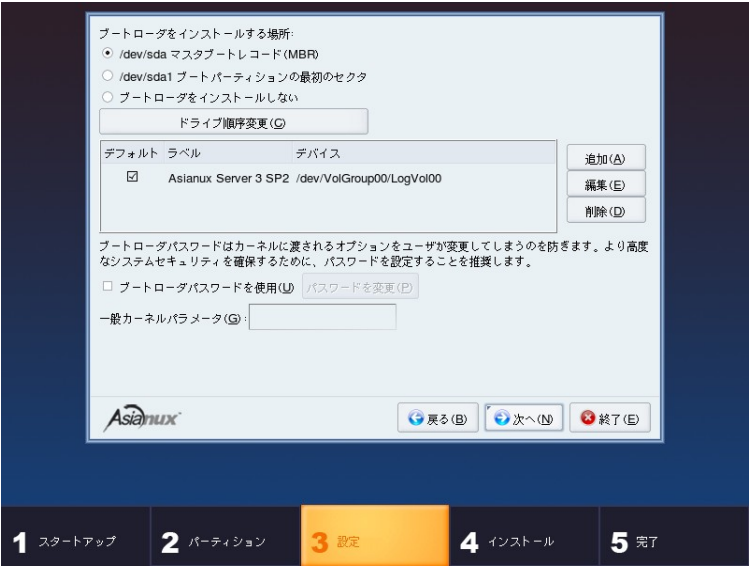 ブートローダをインストールする場所:
/dev/sda マスタブートレコード(MBR)
/dev/sda1 ブートパーティションの最初のセクタ
ブートローダをインストールしない
ドライブ順序変更(C)
デフォルト ラベル デバイス
Asianux Server 3 SP2 /dev/VolGroup00/LogVol00
追加(A)
編集(E)
削除(D)
ブートローダパスワードはカーネルに渡されるオプションをユーザが変更してしまうのを防ぎます。より高度
なシステムセキュリティを確保するために、パスワードを設定することを推奨します。
ブートローダパスワードを使用(U) パスワードを変更(P)
一般カーネルパラメータ(G):
Asianux
戻る(B) 次へ(N) 終了(E)
1 スタートアップ 2 パーティション 3 設定 4 インストール 5 完了